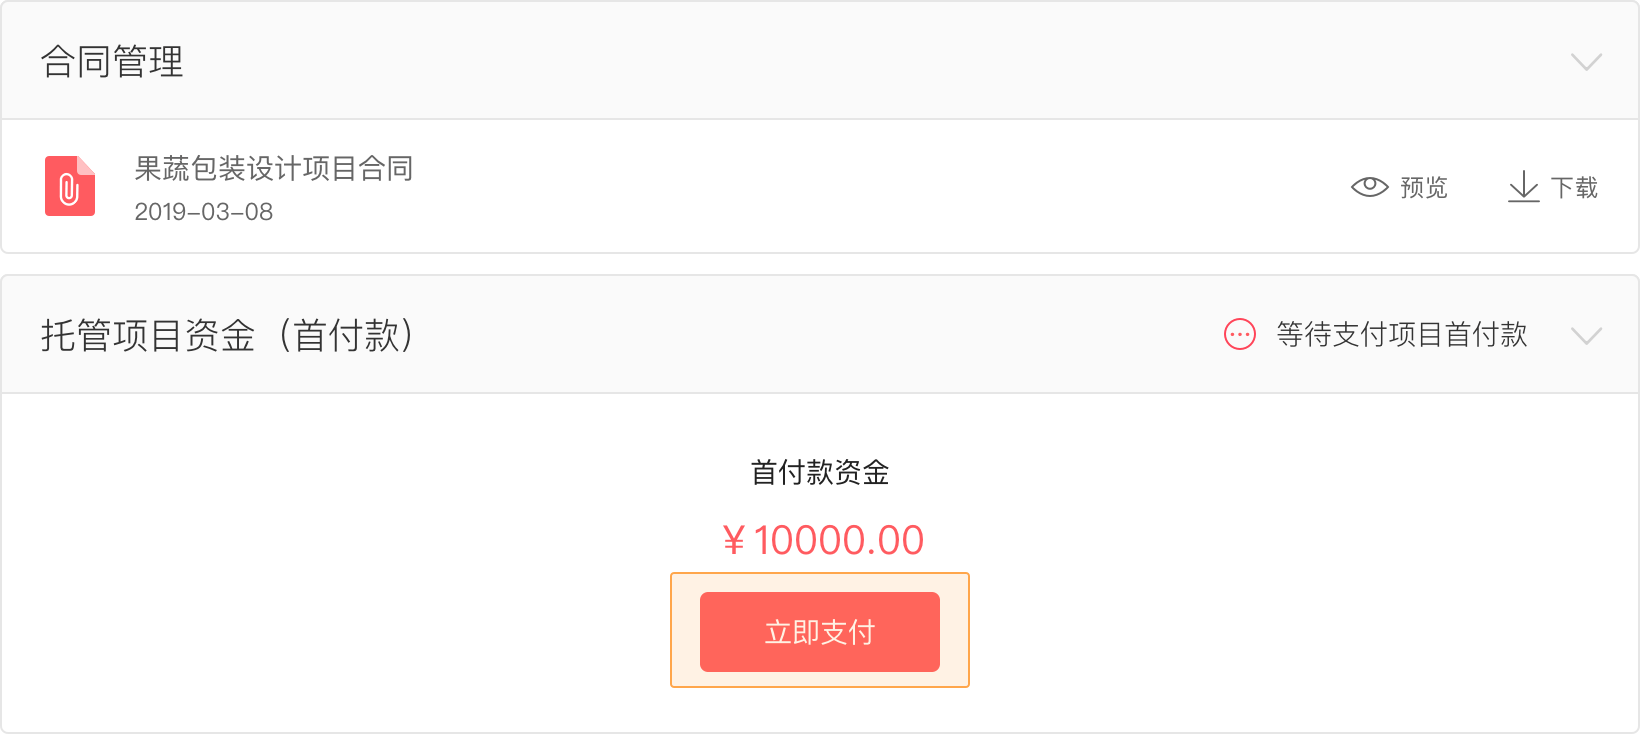 合同管理
果蔬包装设计项目合同
2019-03-08
预览
下载
托管项目资金（首付款）
等待支付项目首付款
首付款资金
¥ 10000.00
立即支付